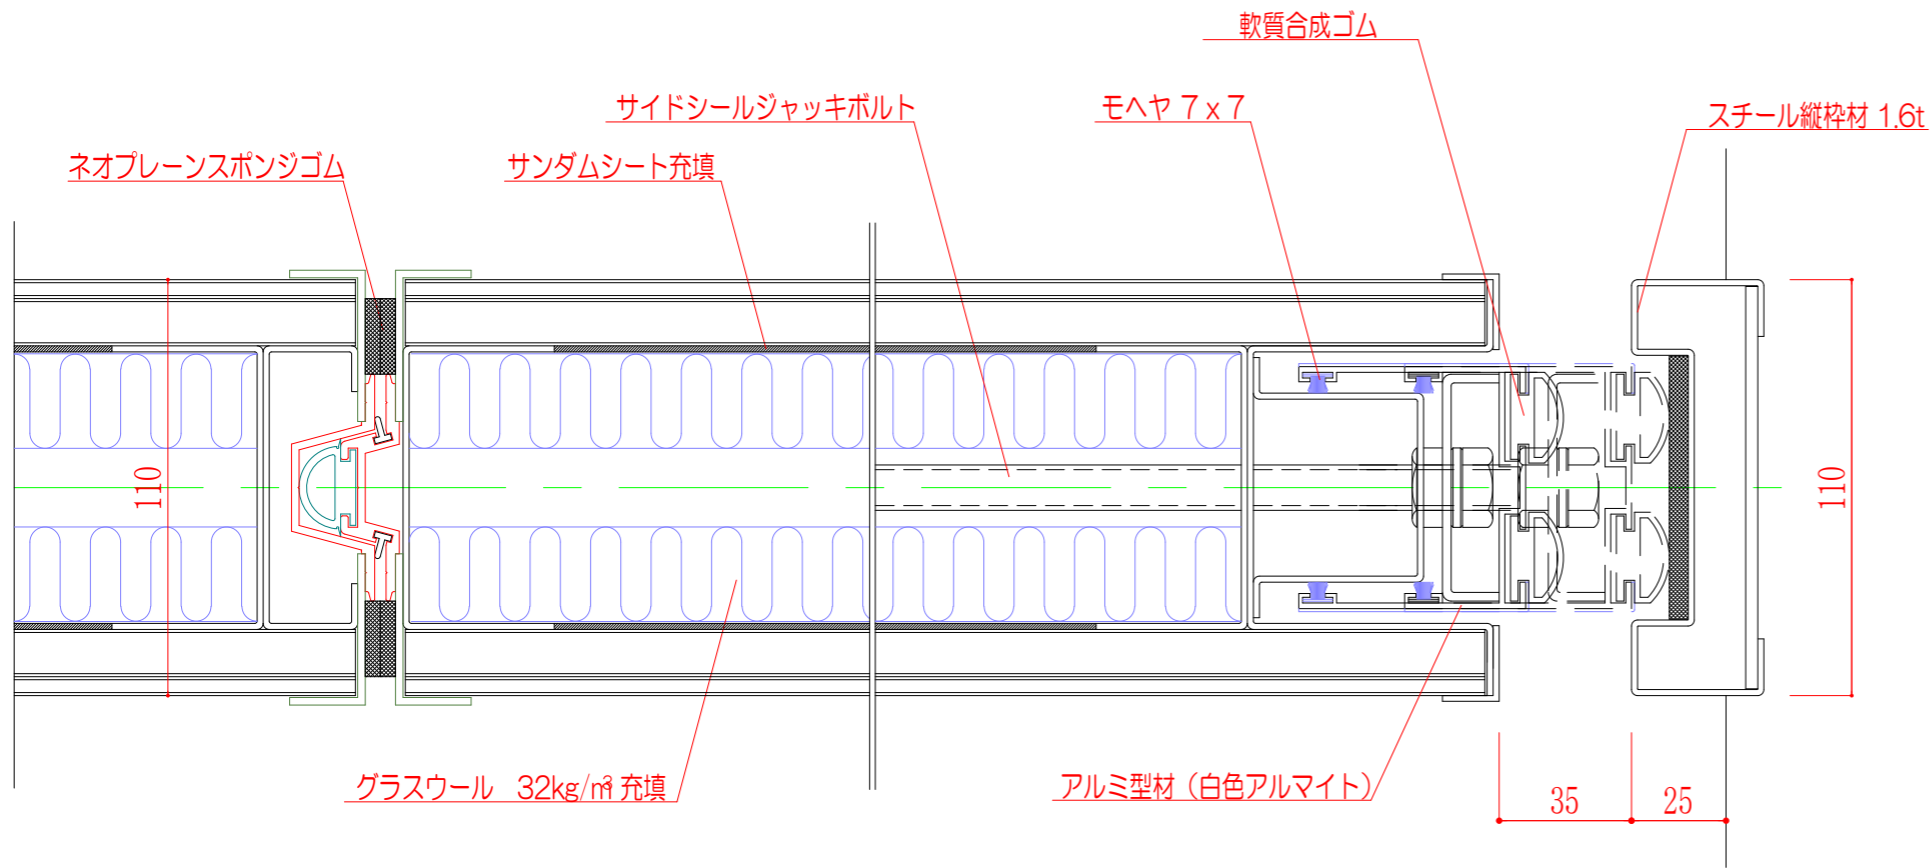 軟質合成ゴム
サイドシールジャッキボルト
モヘヤ 7 x 7
スチール縦枠材 1.6t
ネオプレーンスポンジゴム
サンダムシート充填
110
110
グラスウール 32kg/m³ 充填
アルミ型材（白色アルマイト）
35
25